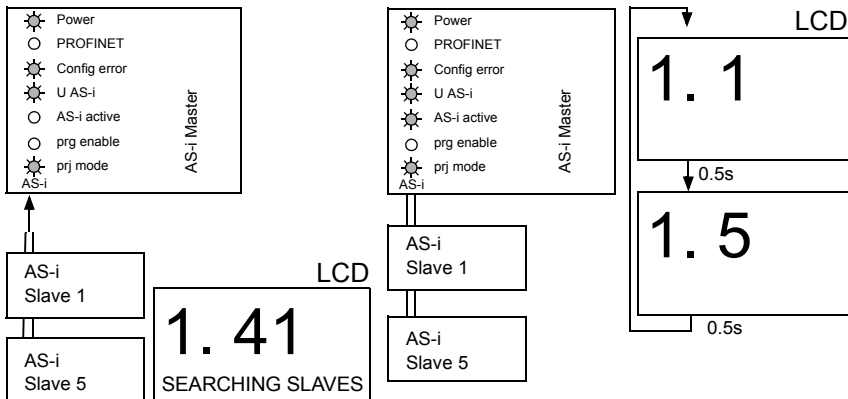 Power
PROFINET
Config error
U AS-i
AS-i active
prg enable
prj mode
AS-i
AS-i Master
AS-i
Slave 1
AS-i
Slave 5
LCD
1. 41
SEARCHING SLAVES
Power
PROFINET
Config error
U AS-i
AS-i active
prg enable
prj mode
AS-i
AS-i Master
AS-i
Slave 1
AS-i
Slave 5
LCD
1. 1
0.5s
1. 5
0.5s